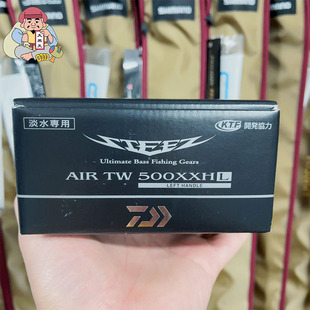 SHIMANO
淡水専用
STEEZ
Ultimate Bass Fishing Gears
KTF 開発協力
AIR TW 500XXHL
LEFT HANDLE